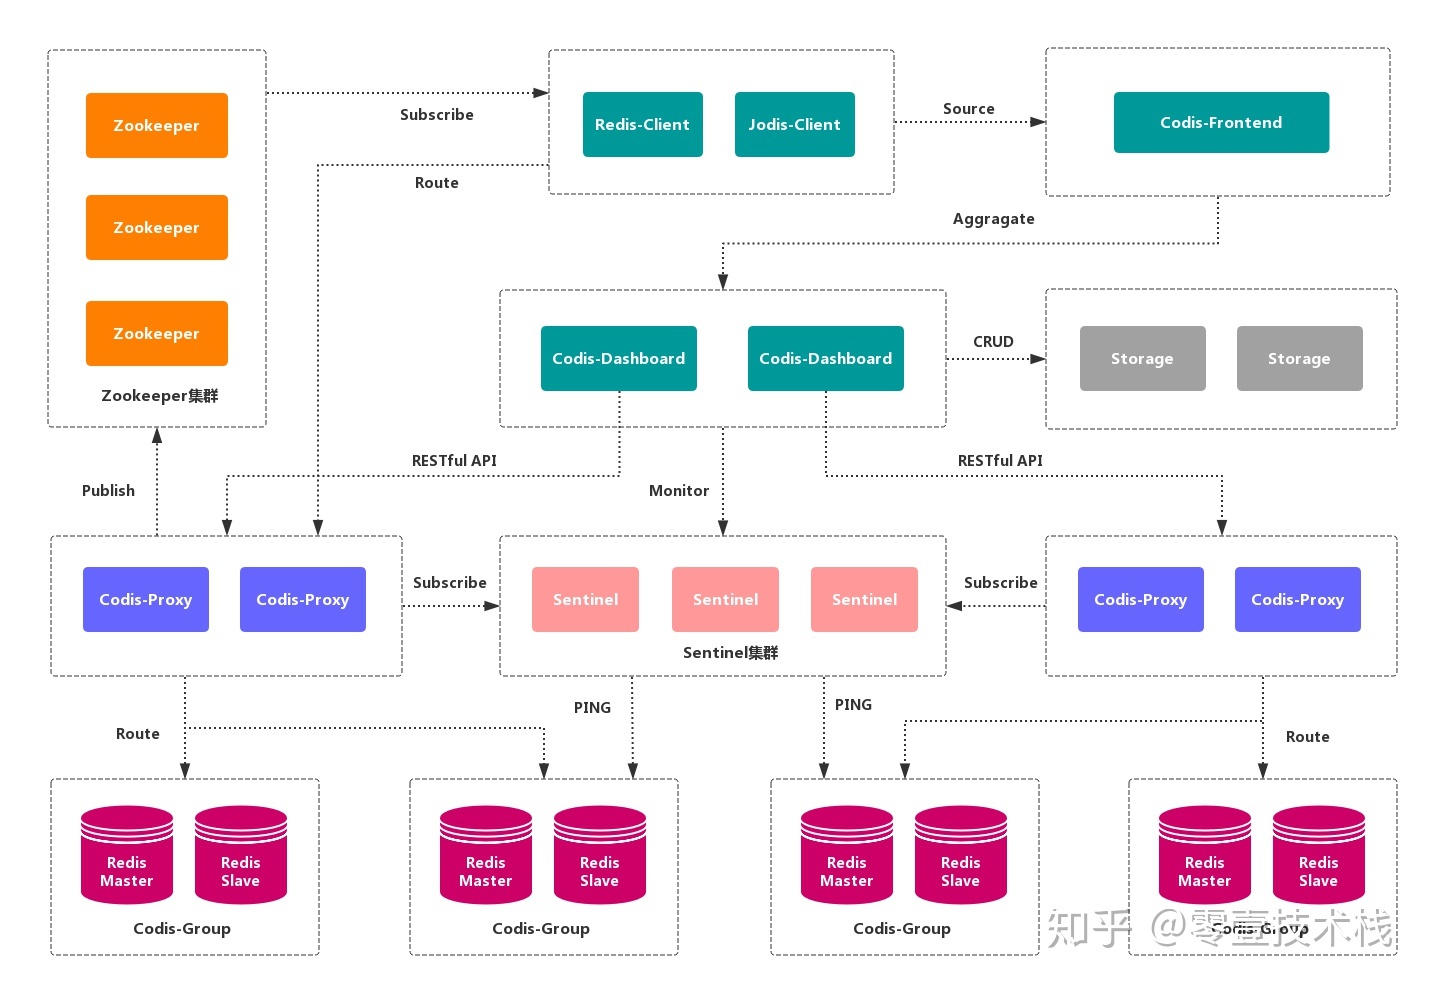 Zookeeper
Zookeeper
Zookeeper
Zookeeper集群
Subscribe
Route
Redis-Client
Jodis-Client
Source
Codis-Frontend
Aggragate
Codis-Dashboard
Codis-Dashboard
CRUD
Storage
Storage
Publish
RESTful API
Monitor
RESTful API
Codis-Proxy
Codis-Proxy
Subscribe
Sentinel
Sentinel
Sentinel
Sentinel集群
Subscribe
Codis-Proxy
Codis-Proxy
Route
PING
PING
Route
Redis
Master
Redis
Slave
Codis-Group
Redis
Master
Redis
Slave
Codis-Group
Redis
Master
Redis
Slave
Codis-Group
Redis
Master
Redis
Slave
Codis-Group
知乎 @零壹技术栈